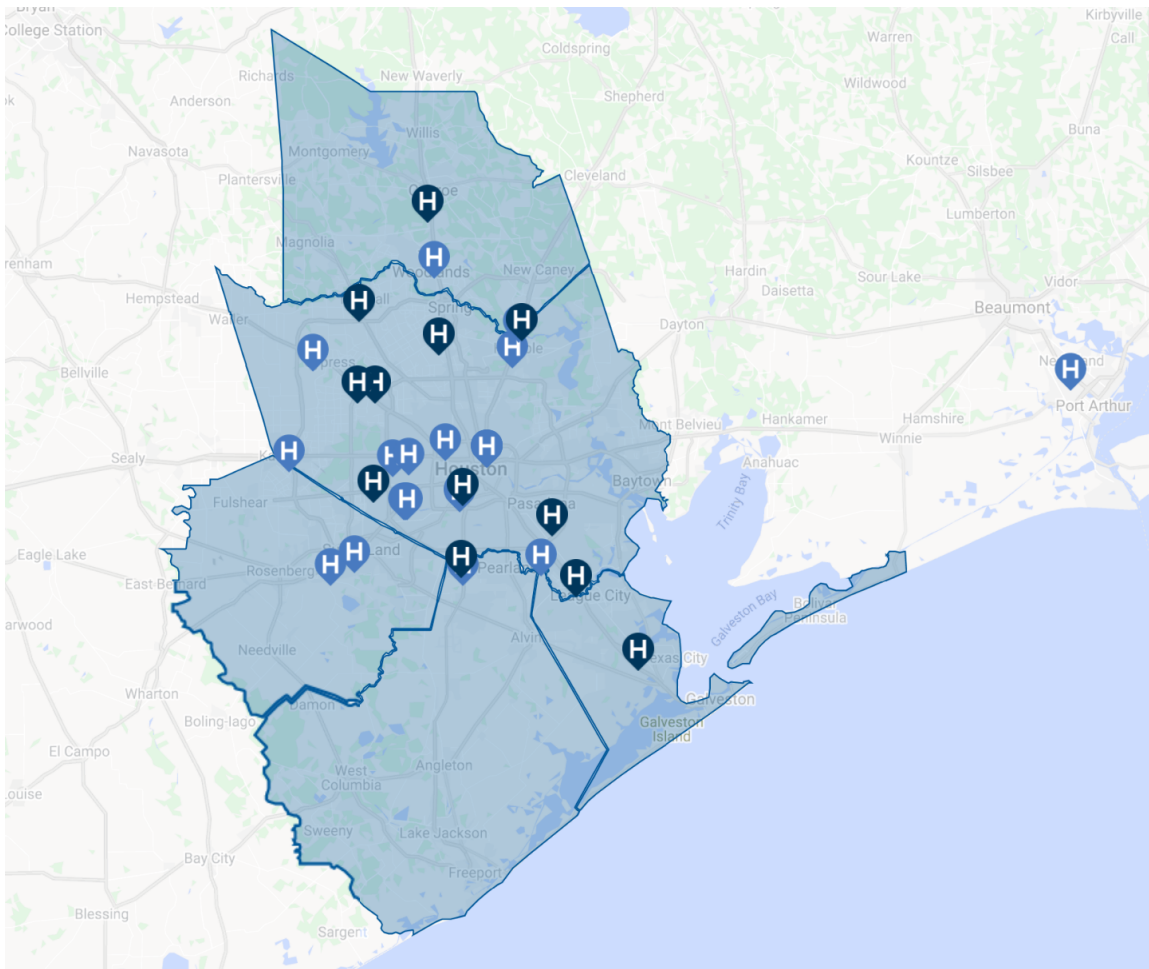 Bryan
College Station
Kirbyville
Call
Warren
Coldspring
Richards
New Waverly
Wildwood
Shepherd
Anderson
Willis
Buna
Navasota
Montgomery
Kountze
Silsbee
Plantersville
Cleveland
H
Lumberton
Magnolia
H
Woodlands
New Caney
Hardin
Sour Lake
Vidor
Daisetta
Hempstead
H
Beaumont
Spring
H
Dayton
H
H
H
H
Port Arthur
Bellville
H
H
Hankamer
Hamshire
Mont Belvieu
Winnie
H
H
Sealy
H
H
H
Houston
Anahuac
H
H
Baytown
Fulshear
H
H
Trinity Bay
H
H
Eagle Lake
H
H
H
Rosenberg
H
East Bernard
H
League City
Galveston Bay
Bolivar
Peninsula
Alvin
Needville
H
Texas City
Wharton
Damon
Galveston
Boling-Iago
Galveston
Island
El Campo
West
Columbia
Angleton
Sweeny
Lake Jackson
Bay City
Freeport
Blessing
Sargent